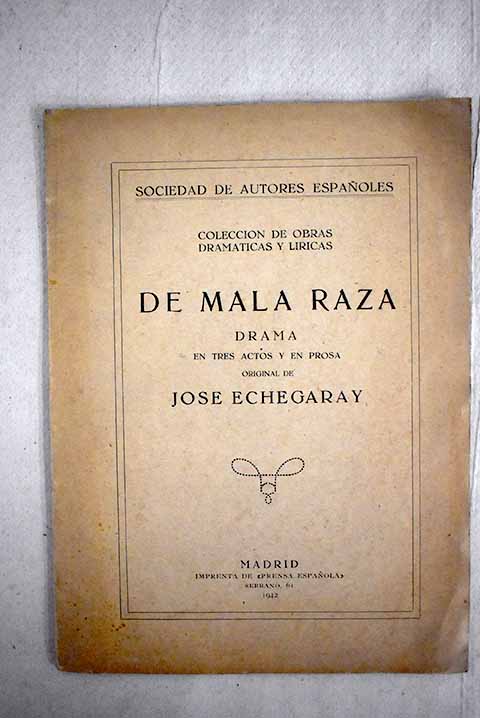 SOCIEDAD DE AUTORES ESPAÑOLES
COLECCION DE OBRAS
DRAMATICAS Y LIRICAS
DE MALA RAZA
DRAMA
EN TRES ACTOS Y EN PROSA
ORIGINAL DE
JOSE ECHEGARAY
MADRID
IMPRENTA DE «PRENSA ESPAÑOLA»
SERRANO, 61
1942